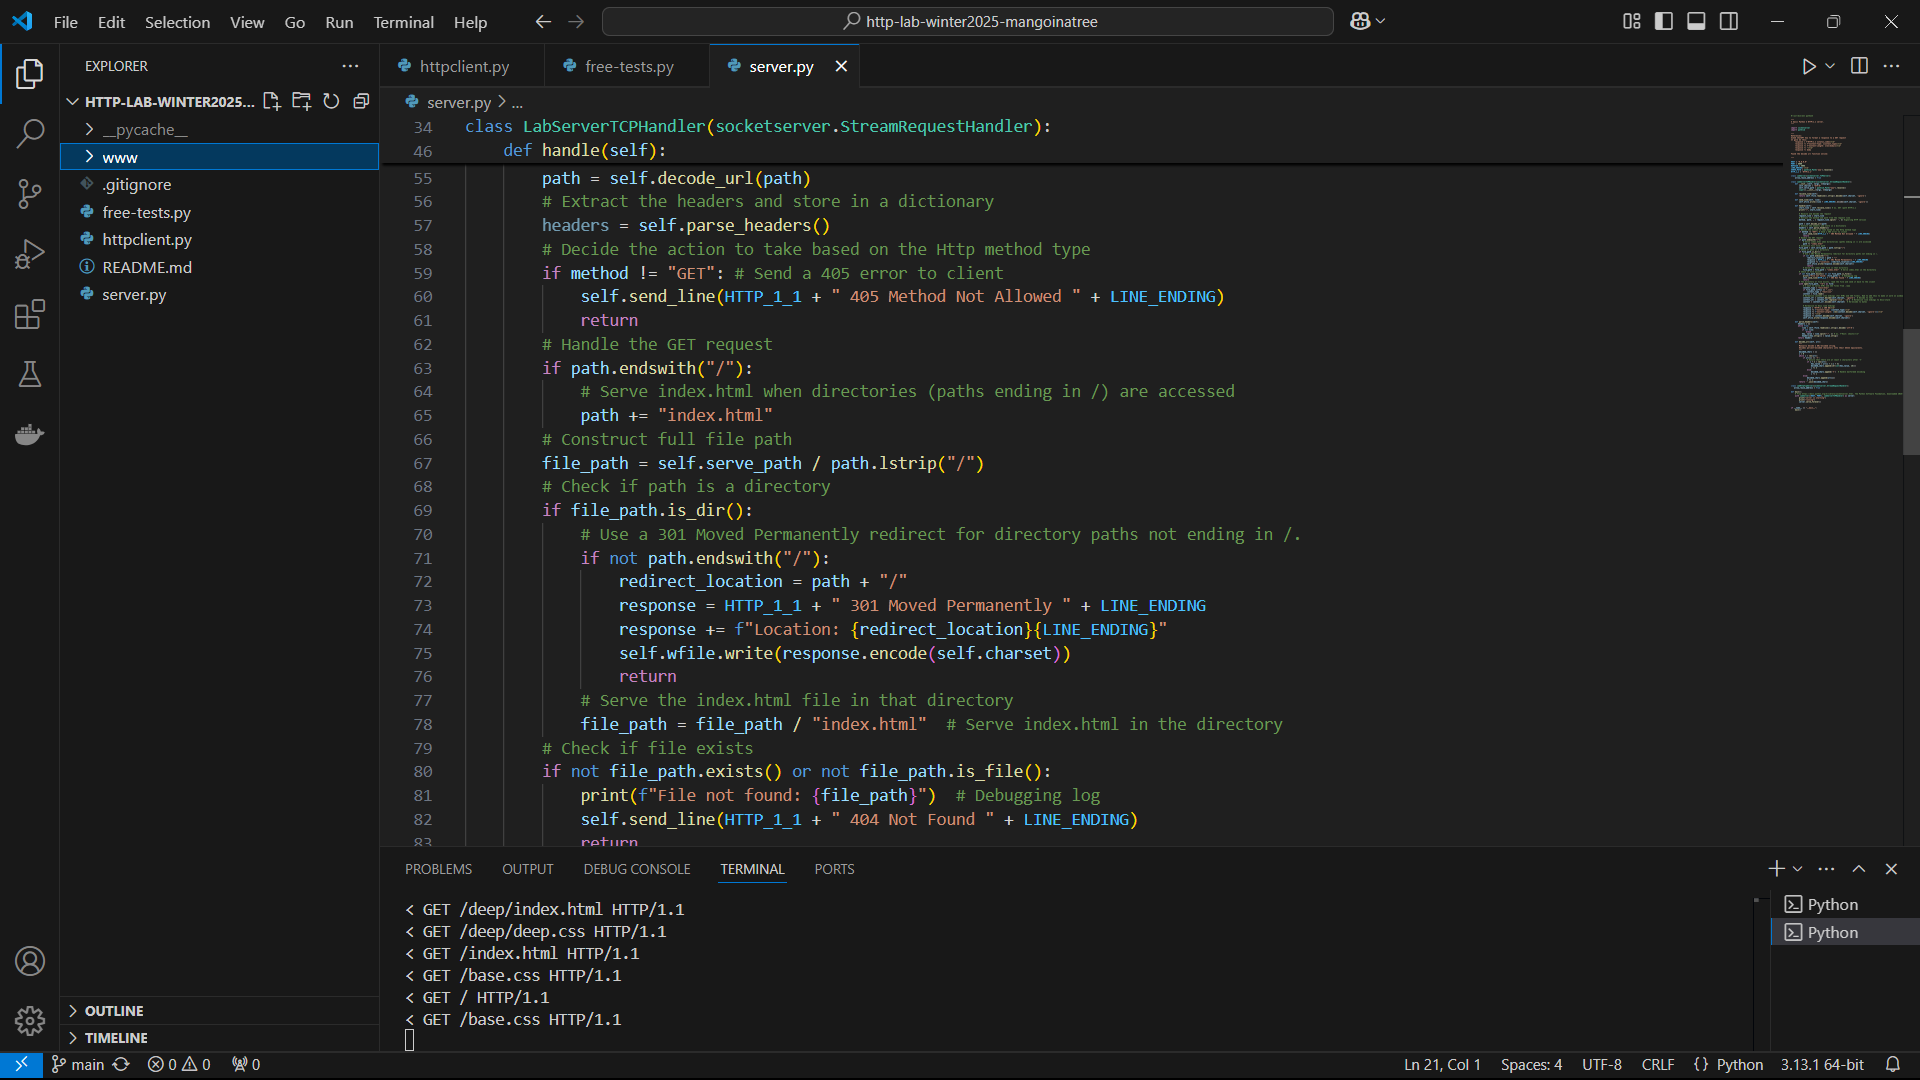 File Edit Selection View Go Run Terminal Help
http-lab-winter2025-mangoinatree
EXPLORER
HTTP-LAB-WINTER2025...
__pycache__
www
.gitignore
free-tests.py
httpclient.py
README.md
server.py
OUTLINE
TIMELINE
httpclient.py
free-tests.py
server.py
server.py > ...
34 class LabServerTCPHandler(socketserver.StreamRequestHandler):
46 def handle(self):
55 path = self.decode_url(path)
56 # Extract the headers and store in a dictionary
57 headers = self.parse_headers()
58 # Decide the action to take based on the Http method type
59 if method != "GET": # Send a 405 error to client
60 self.send_line(HTTP_1_1 + " 405 Method Not Allowed " + LINE_ENDING)
61 return
62 # Handle the GET request
63 if path.endswith("/"):
64 # Serve index.html when directories (paths ending in /) are accessed
65 path += "index.html"
66 # Construct full file path
67 file_path = self.serve_path / path.lstrip("/")
68 # Check if path is a directory
69 if file_path.is_dir():
70 # Use a 301 Moved Permanently redirect for directory paths not ending in /.
71 if not path.endswith("/"):
72 redirect_location = path + "/"
73 response = HTTP_1_1 + " 301 Moved Permanently " + LINE_ENDING
74 response += f"Location: {redirect_location}{LINE_ENDING}"
75 self.wfile.write(response.encode(self.charset))
76 return
77 # Serve the index.html file in that directory
78 file_path = file_path / "index.html"  # Serve index.html in the directory
79 # Check if file exists
80 if not file_path.exists() or not file_path.is_file():
81 print(f"File not found: {file_path}")  # Debugging log
82 self.send_line(HTTP_1_1 + " 404 Not Found " + LINE_ENDING)
83 return
PROBLEMS OUTPUT DEBUG CONSOLE TERMINAL PORTS
< GET /deep/index.html HTTP/1.1
< GET /deep/deep.css HTTP/1.1
< GET /index.html HTTP/1.1
< GET /base.css HTTP/1.1
< GET / HTTP/1.1
< GET /base.css HTTP/1.1
Python
Python
main 0 0 0
Ln 21, Col 1 Spaces: 4 UTF-8 CRLF {} Python 3.13.1 64-bit